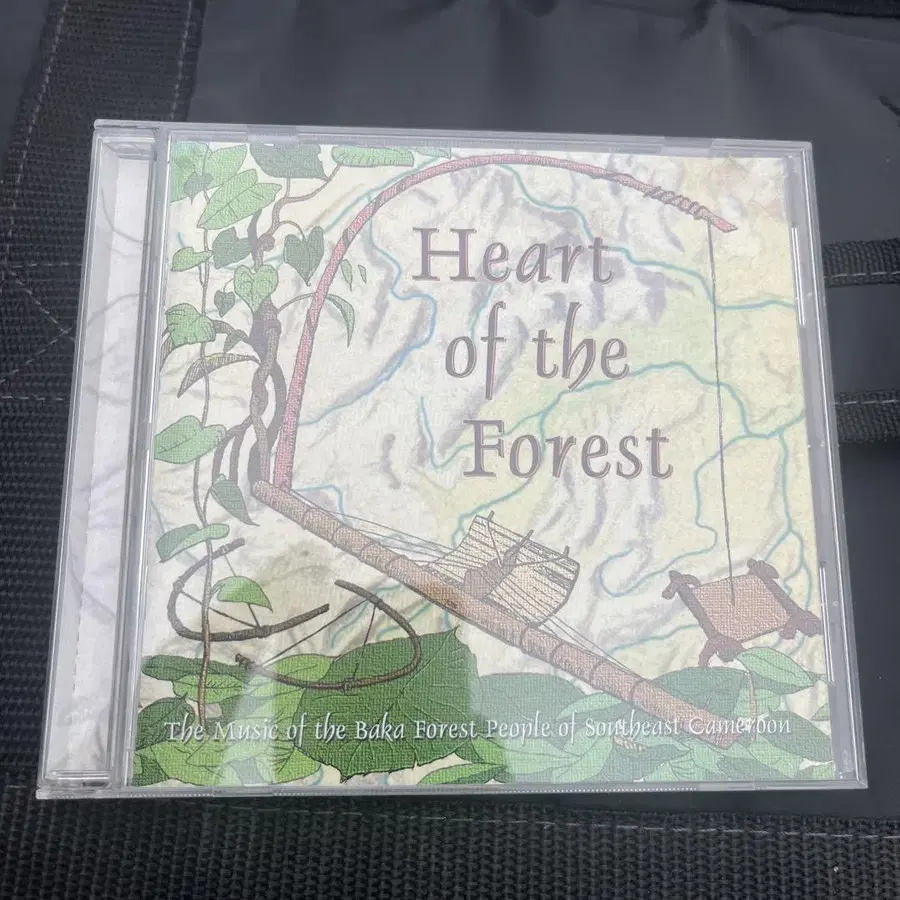 Heart
of the
Forest
The Music of the Baka Forest People of Southeast Cameroon